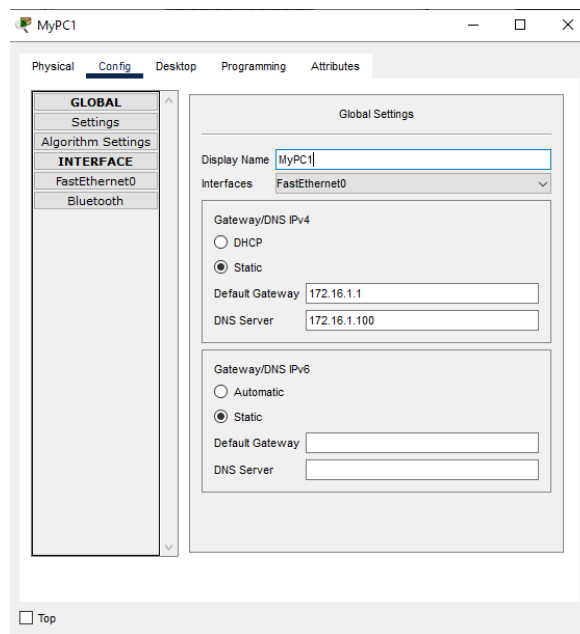 MyPC1
Physical Config Desktop Programming Attributes
GLOBAL
Settings
Algorithm Settings
INTERFACE
FastEthernet0
Bluetooth
Global Settings
Display Name MyPC1
Interfaces FastEthernet0
Gateway/DNS IPv4
DHCP
Static
Default Gateway 172.16.1.1
DNS Server 172.16.1.100
Gateway/DNS IPv6
Automatic
Static
Default Gateway
DNS Server
Top